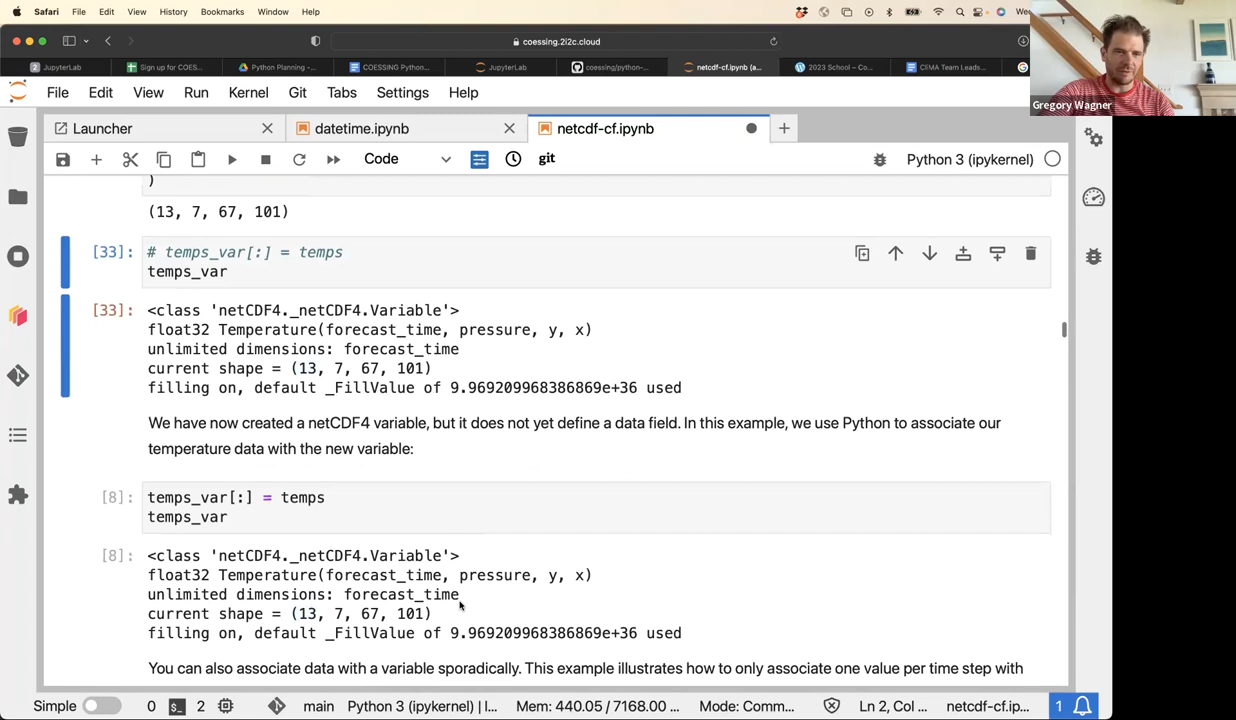 Safari File Edit View History Bookmarks Window Help
coessing.2i2c.cloud
JupyterLab Sign up for COES... Python Planning -... COESSING Python... JupyterLab coessing/python-... netcdf-cf.ipynb (a... 2023 School – Co... CliMA Team Leads...
Gregory Wagner
File Edit View Run Kernel Git Tabs Settings Help
Launcher datetime.ipynb netcdf-cf.ipynb
Code git Python 3 (ipykernel)
)
(13, 7, 67, 101)
[33]: # temps_var[:] = temps
temps_var
[33]: <class 'netCDF4._netCDF4.Variable'>
float32 Temperature(forecast_time, pressure, y, x)
unlimited dimensions: forecast_time
current shape = (13, 7, 67, 101)
filling on, default _FillValue of 9.969209968386869e+36 used
We have now created a netCDF4 variable, but it does not yet define a data field. In this example, we use Python to associate our
temperature data with the new variable:
[8]: temps_var[:] = temps
temps_var
[8]: <class 'netCDF4._netCDF4.Variable'>
float32 Temperature(forecast_time, pressure, y, x)
unlimited dimensions: forecast_time
current shape = (13, 7, 67, 101)
filling on, default _FillValue of 9.969209968386869e+36 used
You can also associate data with a variable sporadically. This example illustrates how to only associate one value per time step with
Simple 0 2 main Python 3 (ipykernel) | I... Mem: 440.05 / 7168.00 ... Mode: Comm... Ln 2, Col ... netcdf-cf.ip... 1